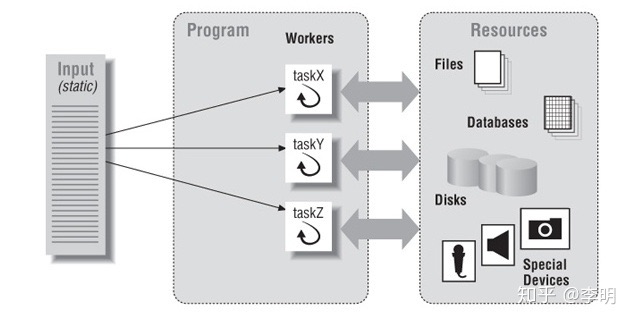 Program
Workers
Resources
Input
(static)
taskX
taskY
taskZ
Files
Databases
Disks
Special
Devices
知乎 @李明